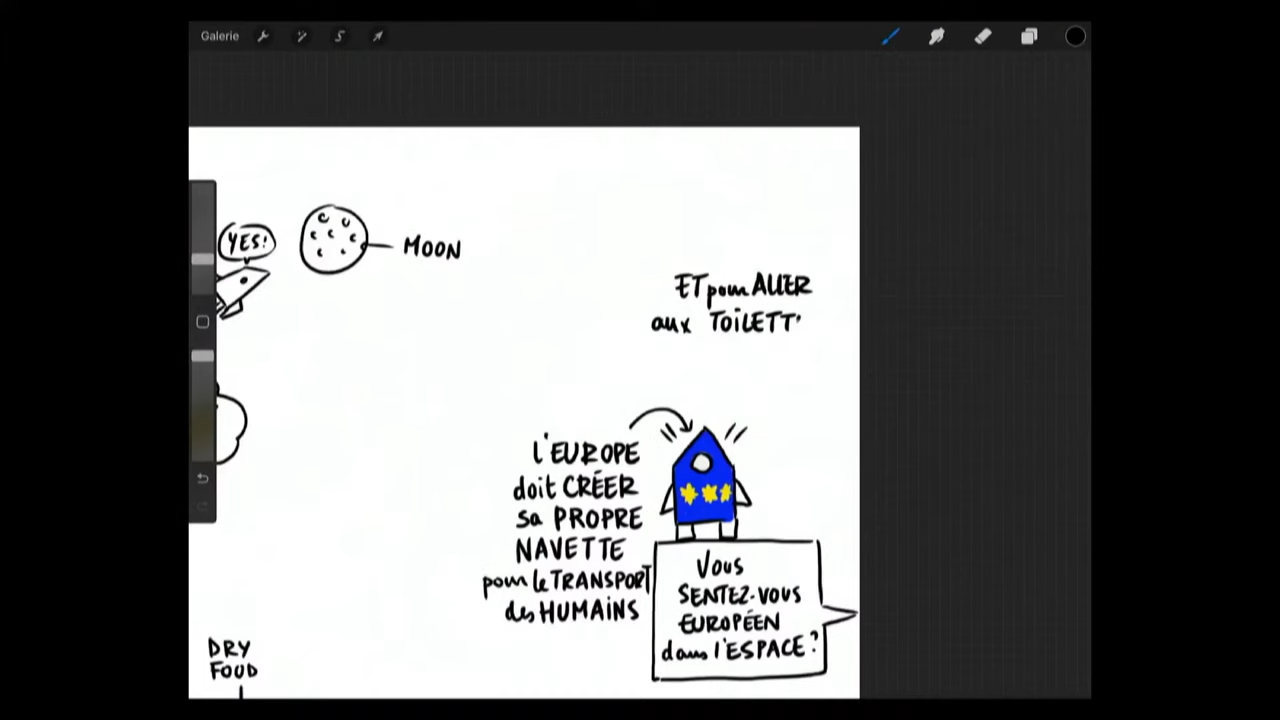 Galerie
YES!
MOON
ET pour ALLER
aux TOILETT'
L'EUROPE
doit CRÉER
sa PROPRE
NAVETTE
pour le TRANSPORT
des HUMAINS
VOUS
SENTEZ-VOUS
EUROPÉEN
dans l'ESPACE?
DRY
FOOD